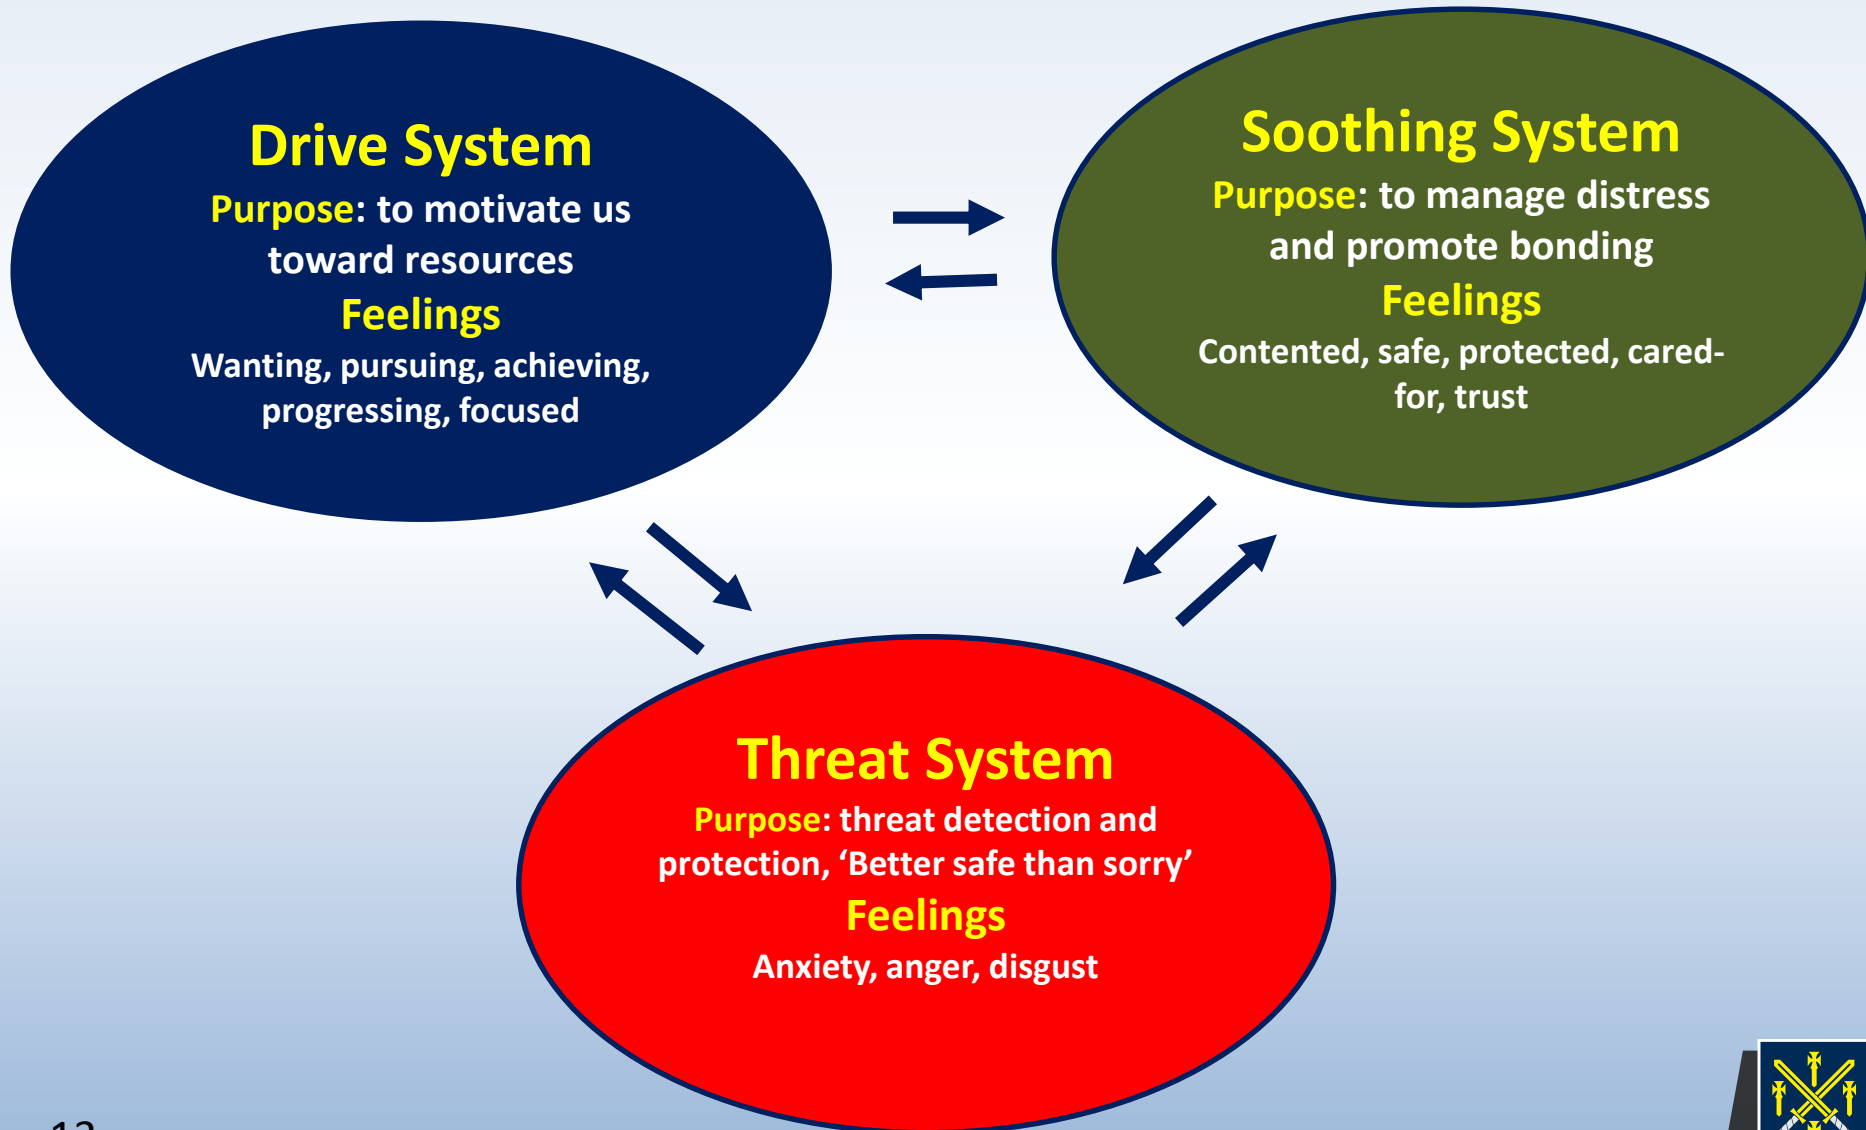 Drive System
Purpose: to motivate us
toward resources
Feelings
Wanting, pursuing, achieving,
progressing, focused
Soothing System
Purpose: to manage distress
and promote bonding
Feelings
Contented, safe, protected, cared-
for, trust
Threat System
Purpose: threat detection and
protection, ‘Better safe than sorry’
Feelings
Anxiety, anger, disgust